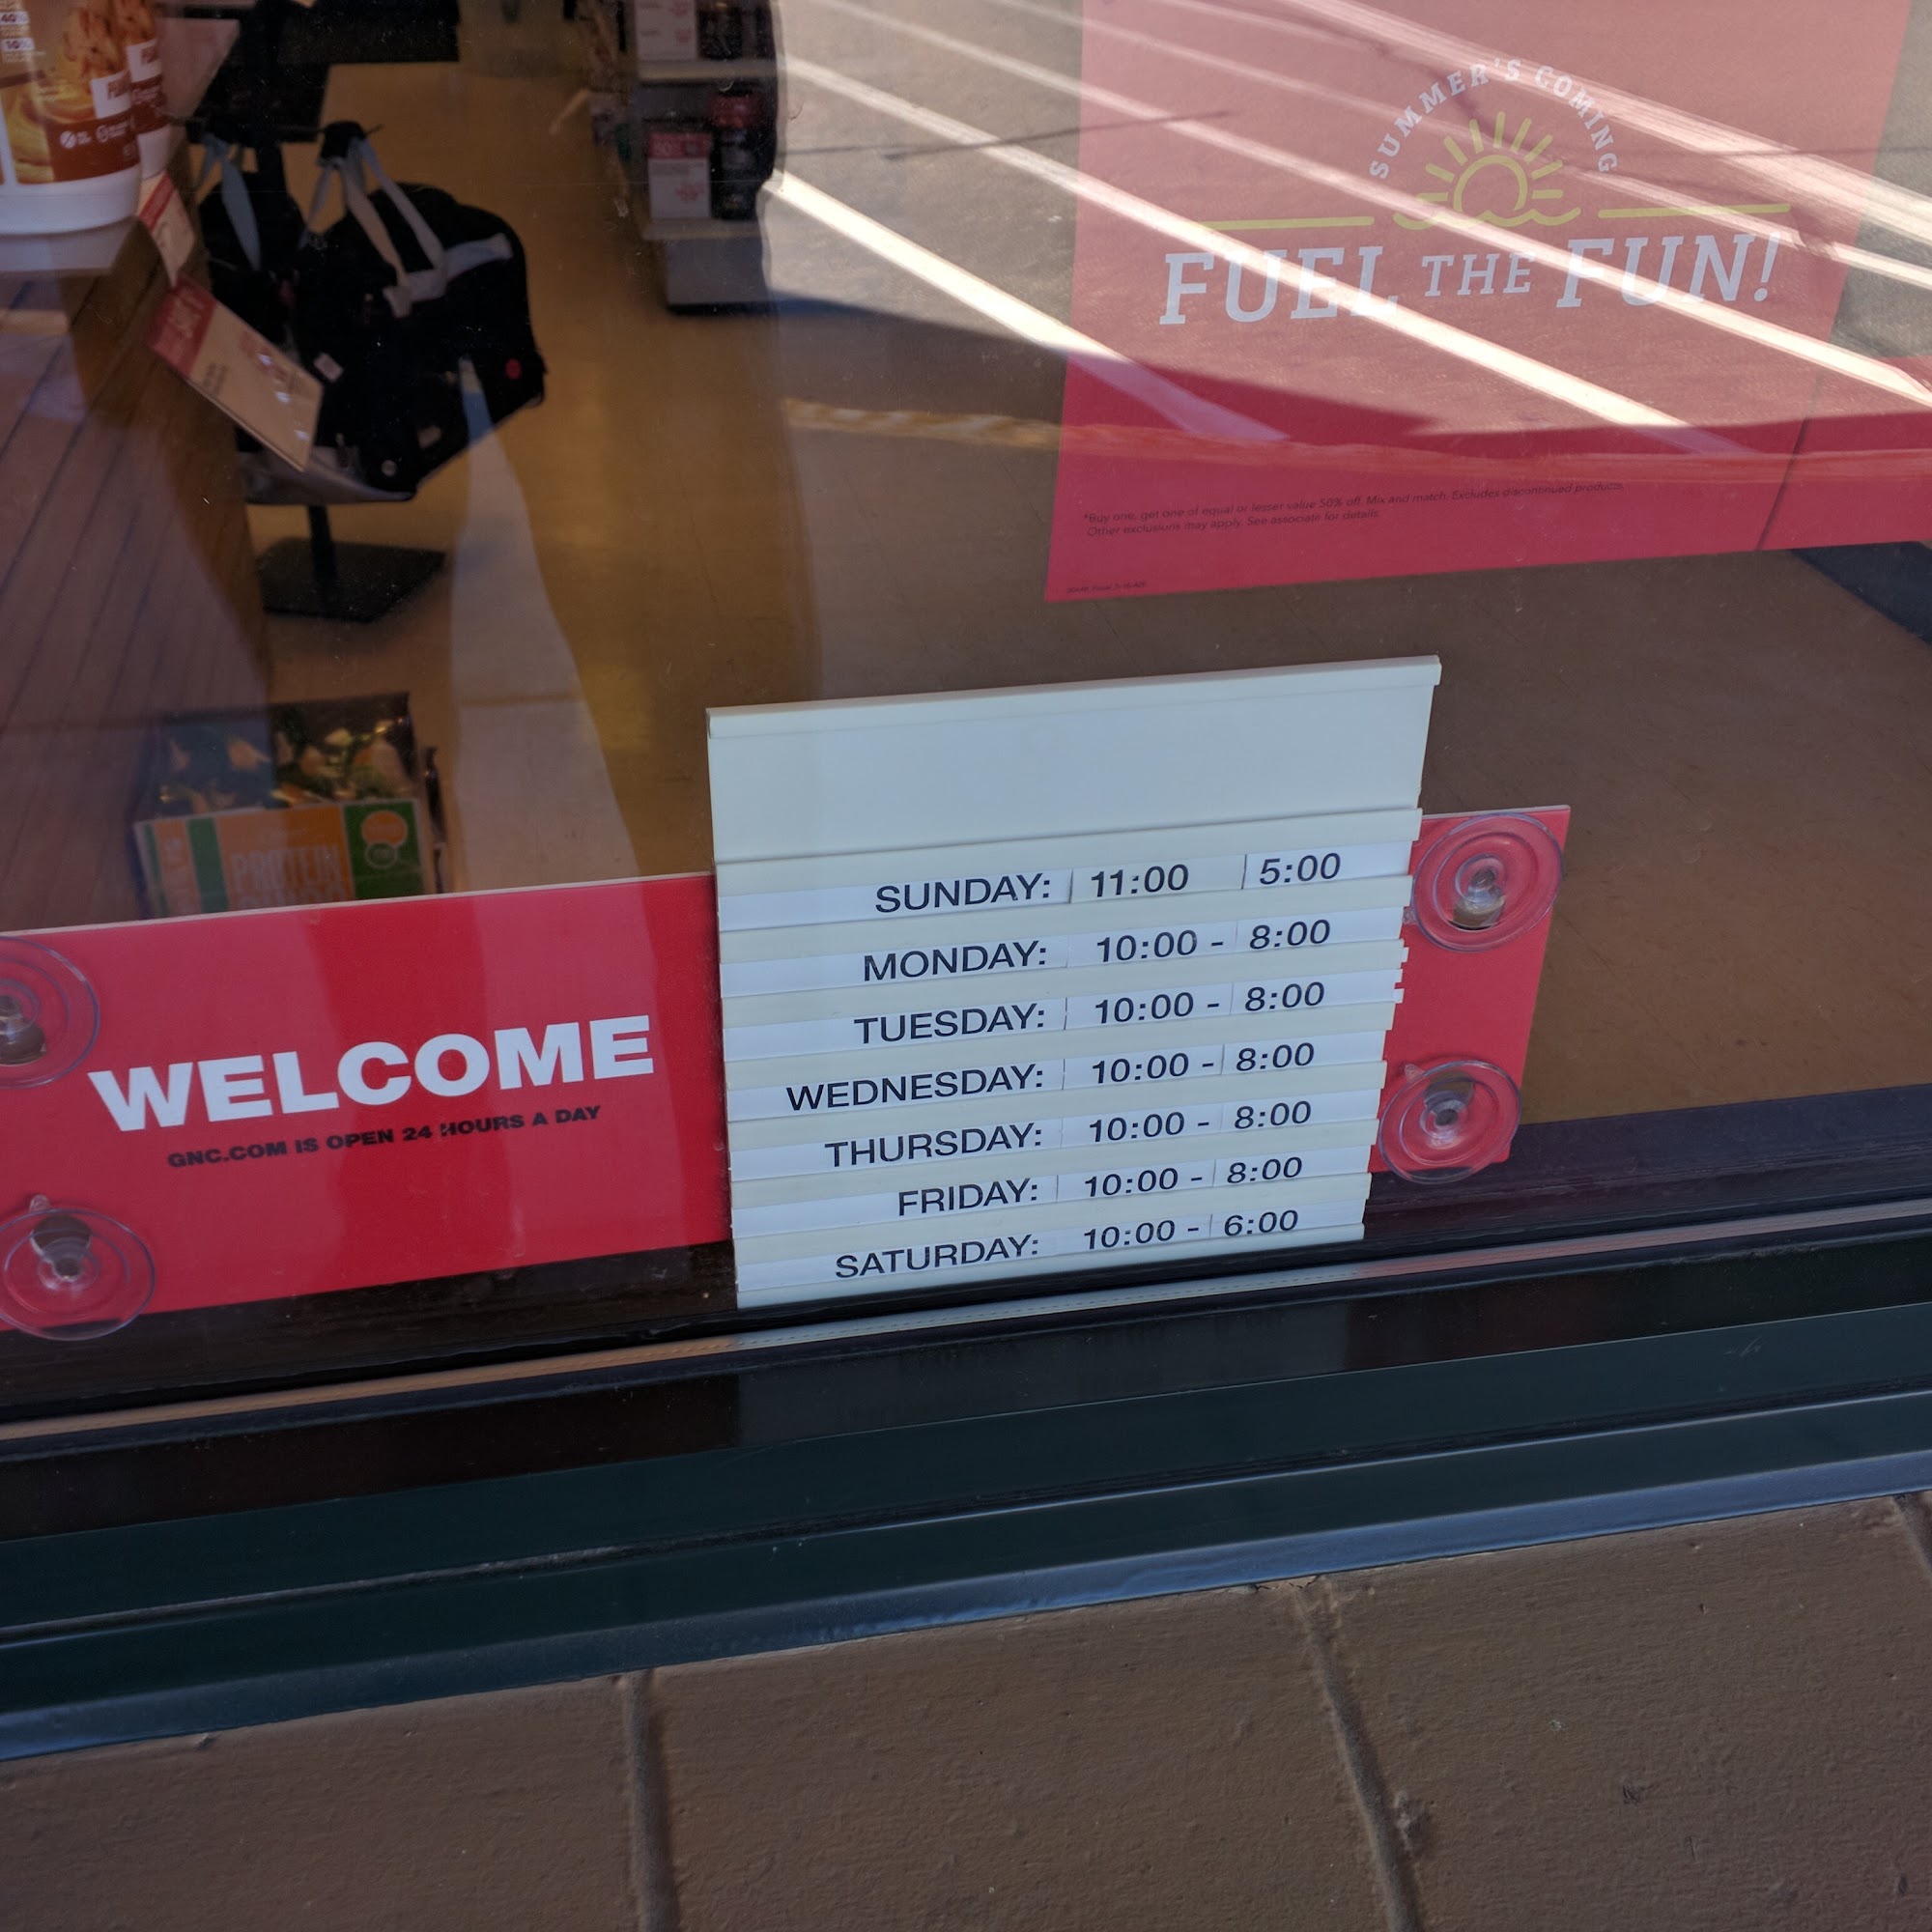 SUMMER'S COMING
FUEL THE FUN!
*Buy one, get one of equal or lesser value 50% off. Mix and match. Excludes discontinued products.
Other exclusions may apply. See associate for details.
SUNDAY: 11:00 5:00
MONDAY: 10:00 - 8:00
TUESDAY: 10:00 - 8:00
WEDNESDAY: 10:00 - 8:00
THURSDAY: 10:00 - 8:00
FRIDAY: 10:00 - 8:00
SATURDAY: 10:00 - 6:00
WELCOME
GNC.COM IS OPEN 24 HOURS A DAY
PROTEIN